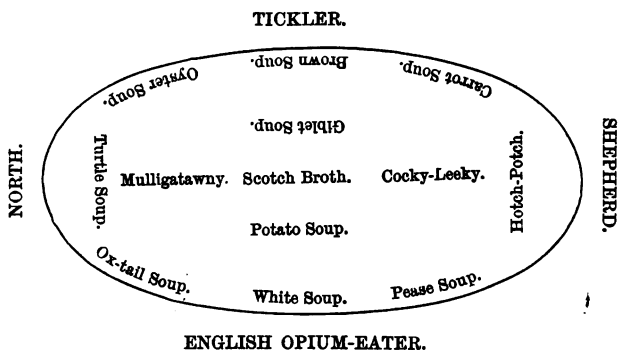 TICKLER.
Oyster Soup.
Brown Soup.
Carrot Soup.
Giblet Soup.
NORTH.
Turtle Soup.
Mulligatawny.
Scotch Broth.
Cocky-Leeky.
Hotch-Potch.
SHEPHERD.
Potato Soup.
Ox-tail Soup.
White Soup.
Pease Soup.
ENGLISH OPIUM-EATER.